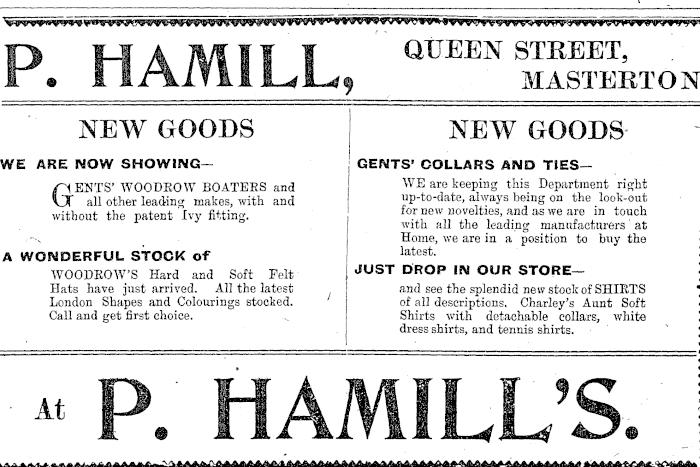 P. HAMILL,
QUEEN STREET,
MASTERTON
NEW GOODS
WE ARE NOW SHOWING—
GENTS' WOODROW BOATERS and
all other leading makes, with and
without the patent Ivy fitting.
A WONDERFUL STOCK of
WOODROW'S Hard and Soft Felt
Hats have just arrived. All the latest
London Shapes and Colourings stocked.
Call and get first choice.
NEW GOODS
GENTS' COLLARS AND TIES—
WE are keeping this Department right
up-to-date, always being on the look-out
for new novelties, and as we are in touch
with all the leading manufacturers at
Home, we are in a position to buy the
latest.
JUST DROP IN OUR STORE—
and see the splendid new stock of SHIRTS
of all descriptions. Charley's Aunt Soft
Shirts with detachable collars, white
dress shirts, and tennis shirts.
At P. HAMILL'S.